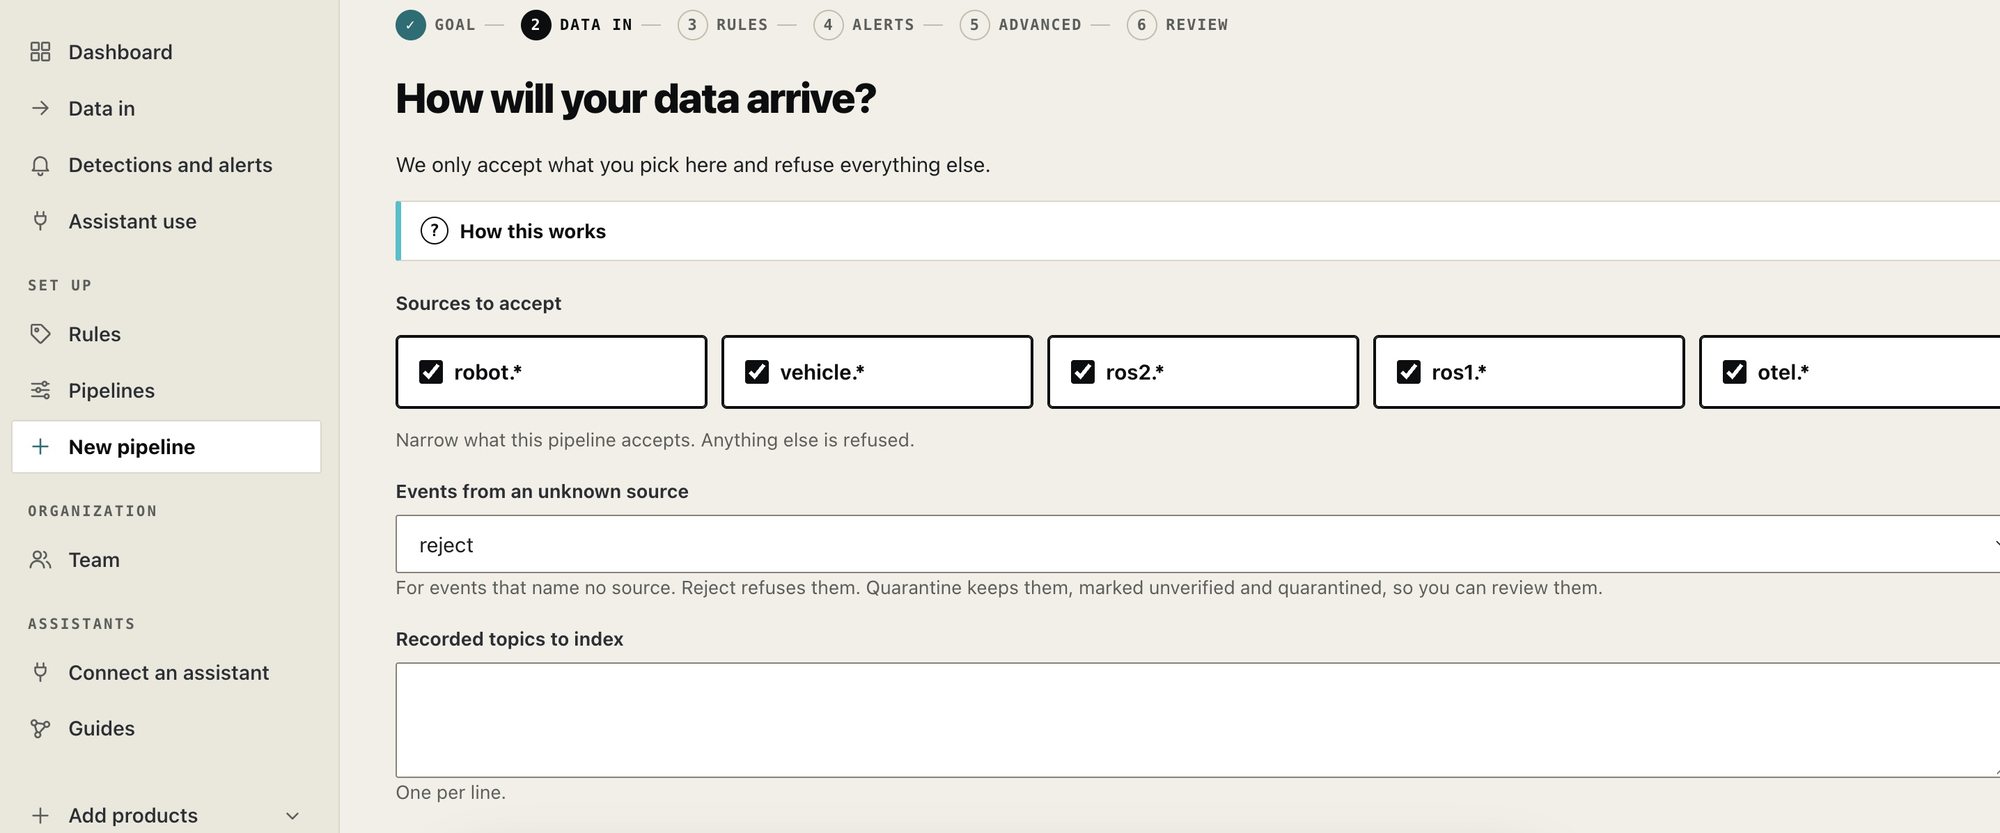 ✓ GOAL — 2 DATA IN — 3 RULES — 4 ALERTS — 5 ADVANCED — 6 REVIEW
Dashboard
Data in
Detections and alerts
Assistant use
SET UP
Rules
Pipelines
+ New pipeline
ORGANIZATION
Team
ASSISTANTS
Connect an assistant
Guides
+ Add products
How will your data arrive?
We only accept what you pick here and refuse everything else.
? How this works
Sources to accept
robot.* vehicle.* ros2.* ros1.* otel.*
Narrow what this pipeline accepts. Anything else is refused.
Events from an unknown source
reject
For events that name no source. Reject refuses them. Quarantine keeps them, marked unverified and quarantined, so you can review them.
Recorded topics to index
One per line.